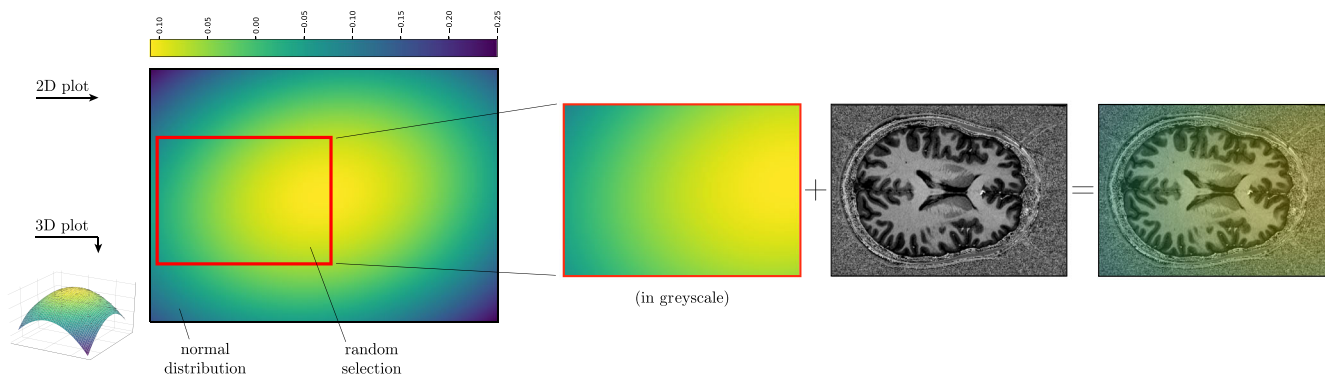 0.10
0.05
0.00
−0.05
−0.10
−0.15
−0.20
−0.25
2D plot
3D plot
+
=
(in greyscale)
normal
distribution
random
selection